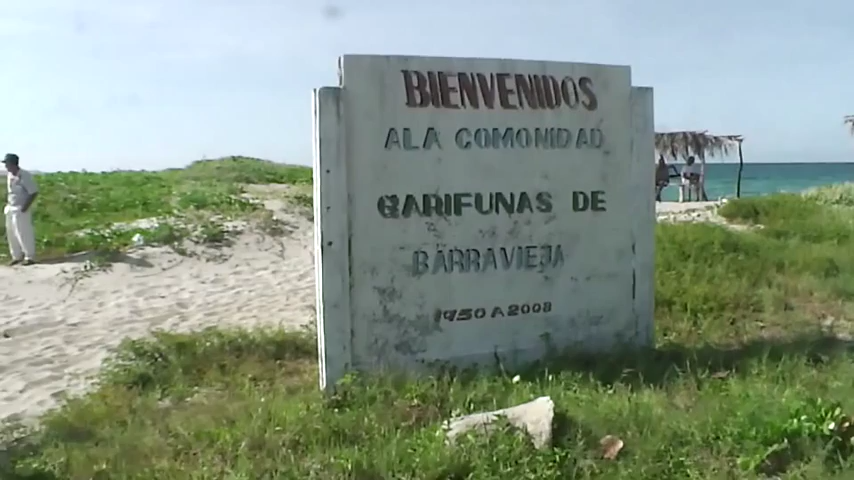 BIENVENIDOS
ALA COMONIDAD
GARIFUNAS DE
BARRAVIEJA
1950 A 2008